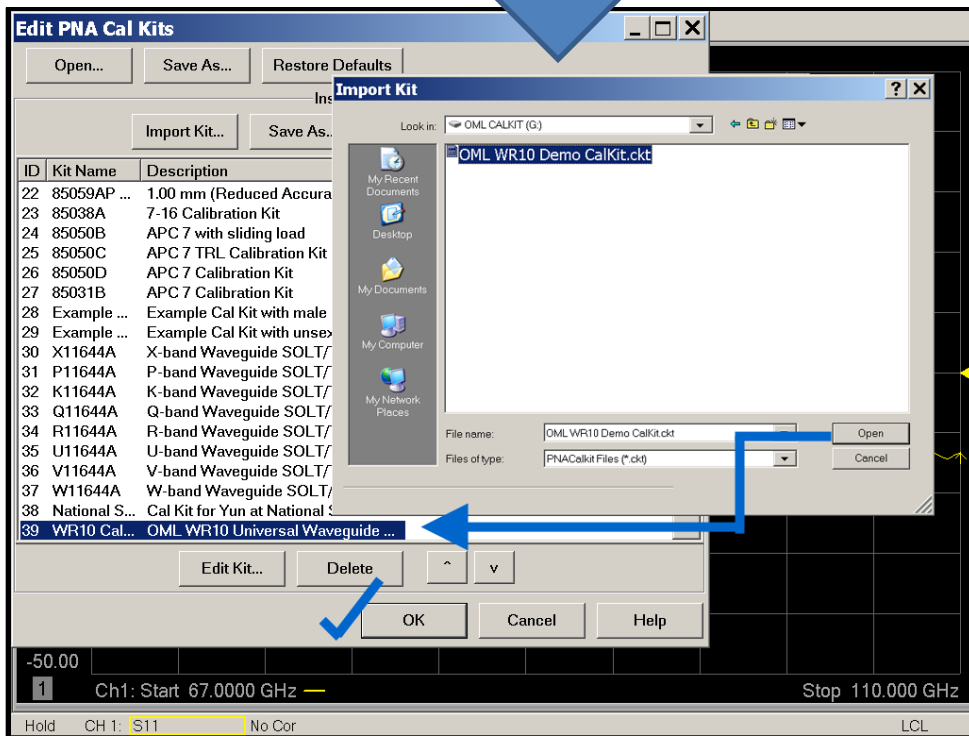 Edit PNA Cal Kits
Open...
Save As...
Restore Defaults
Import Kit...
Save As..
ID Kit Name Description
22 85059AP ... 1.00 mm (Reduced Accura
23 85038A 7-16 Calibration Kit
24 85050B APC 7 with sliding load
25 85050C APC 7 TRL Calibration Kit
26 85050D APC 7 Calibration Kit
27 85031B APC 7 Calibration Kit
28 Example ... Example Cal Kit with male
29 Example ... Example Cal Kit with unsex
30 X11644A X-band Waveguide SOLT/
31 P11644A P-band Waveguide SOLT/
32 K11644A K-band Waveguide SOLT/
33 Q11644A Q-band Waveguide SOLT/
34 R11644A R-band Waveguide SOLT/
35 U11644A U-band Waveguide SOLT/
36 V11644A V-band Waveguide SOLT/
37 W11644A W-band Waveguide SOLT/
38 National S... Cal Kit for Yun at National
39 WR10 Cal... OML WR10 Universal Waveguide ...
Edit Kit...
Delete
^
v
OK
Cancel
Help
Import Kit
? X
Look in: OML CALKIT (G:)
OML WR10 Demo CalKit.ckt
My Recent
Documents
Desktop
My Documents
My Computer
My Network
Places
File name: OML WR10 Demo CalKit.ckt
Open
Files of type: PNACalkit Files (*.ckt)
Cancel
-50.00
1 Ch1: Start 67.0000 GHz
Stop 110.000 GHz
Hold CH 1: S11 No Cor LCL